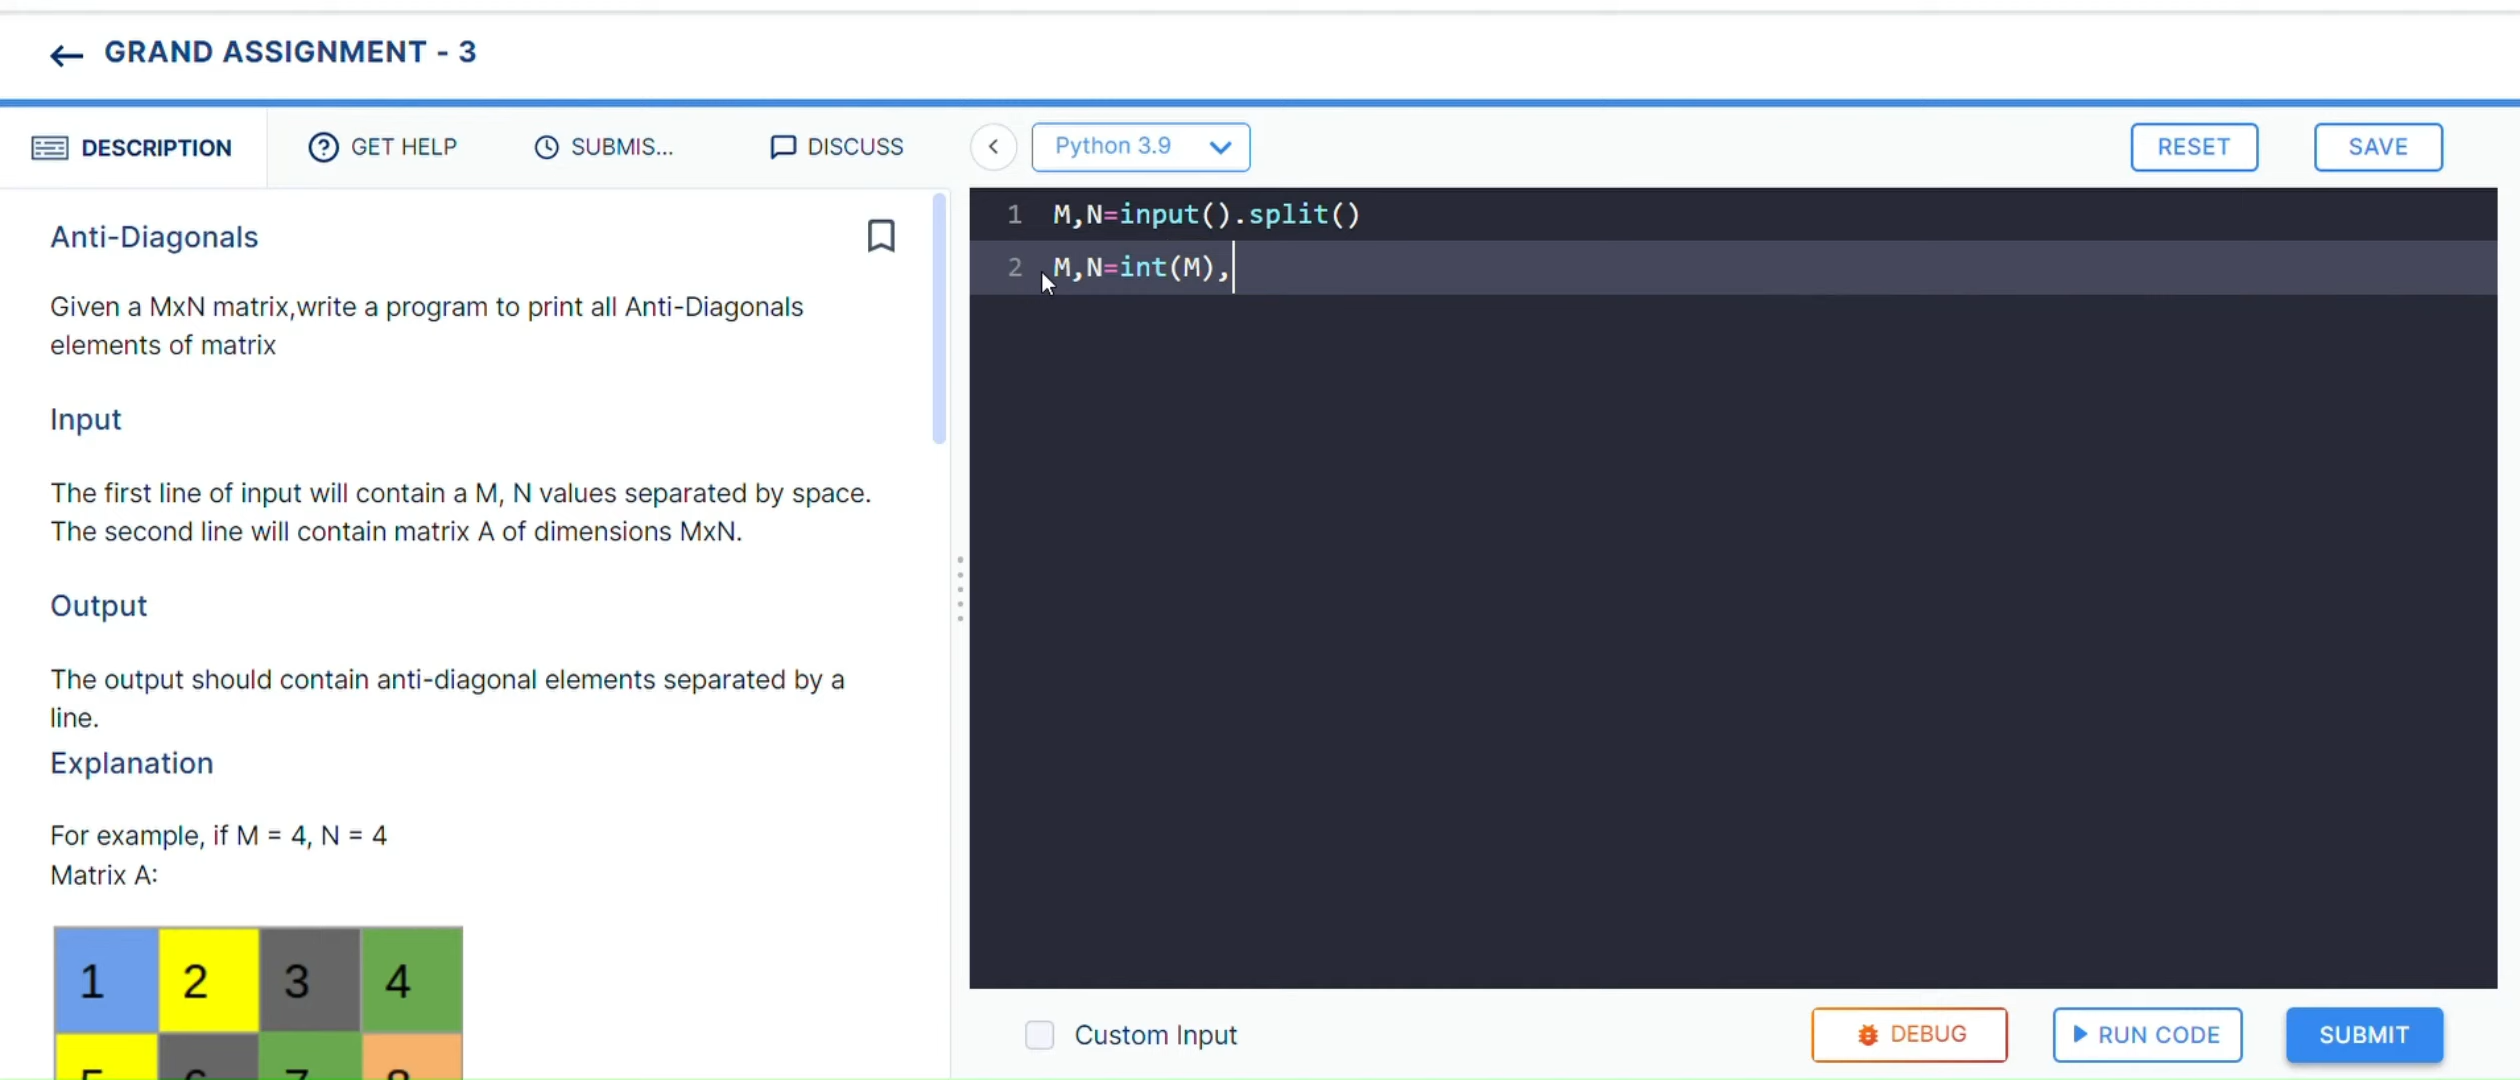 GRAND ASSIGNMENT - 3
DESCRIPTION
GET HELP
SUBMIS...
DISCUSS
Python 3.9
RESET
SAVE
Anti-Diagonals
Given a MxN matrix,write a program to print all Anti-Diagonals
elements of matrix
Input
The first line of input will contain a M, N values separated by space.
The second line will contain matrix A of dimensions MxN.
Output
The output should contain anti-diagonal elements separated by a
line.
Explanation
For example, if M = 4, N = 4
Matrix A:
1 2 3 4
5 6 7 8
1 M,N=input().split()
2 M,N=int(M),
Custom Input
DEBUG
RUN CODE
SUBMIT